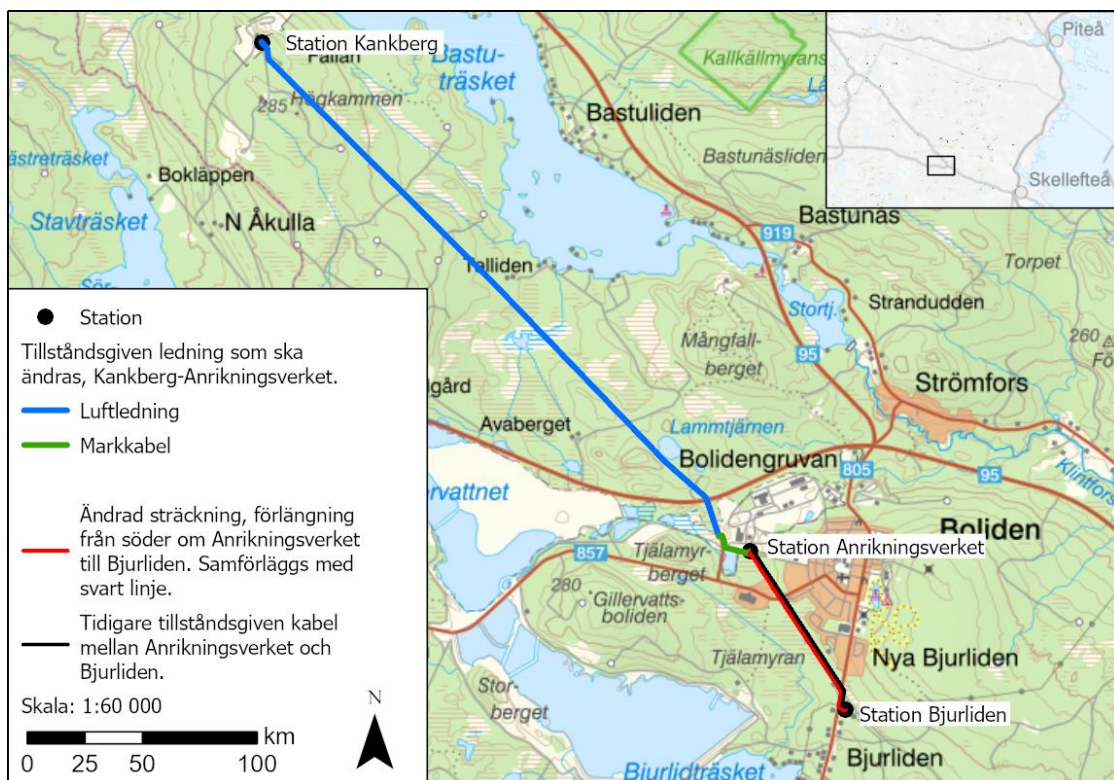 Station Kankberg
Fällan
Högkammen
285
Bastu-
träsket
Kallkällmyrans
Piteå
Skellefteå
Bastuliden
Bastunäsliden
Bastunäs
919
Torpet
Bokläppen
Stavträsket
N Åkulla
Talliden
Strandudden
Stortj.
Mångfall-
berget
260
95
Strömfors
Avaberget
Lammtjärnen
Bolidengruvan
805
95
Klintfors
Boliden
Station Anrikningsverket
857
Tjälamyr-
berget
280
Gillervatts-
boliden
Tjälamyran
Nya Bjurliden
Stor-
berget
Station Bjurliden
Bjurliden
Bjurlidträsket
Station
Tillståndsgiven ledning som ska
ändras, Kankberg-Anrikningsverket.
Luftledning
Markkabel
Ändrad sträckning, förlängning
från söder om Anrikningsverket
till Bjurliden. Samförläggs med
svart linje.
Tidigare tillståndsgiven kabel
mellan Anrikningsverket och
Bjurliden.
Skala: 1:60 000
N
km
0 25 50 100